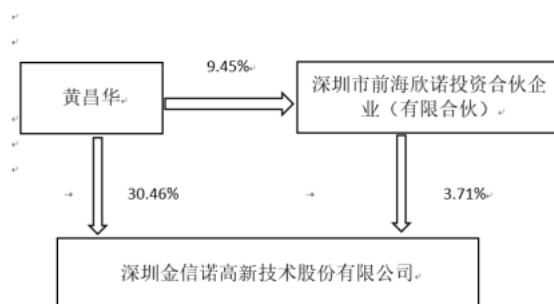 9.45%
黄昌华
深圳市前海欣诺投资合伙企
业（有限合伙）
30.46%
3.71%
深圳金信诺高新技术股份有限公司